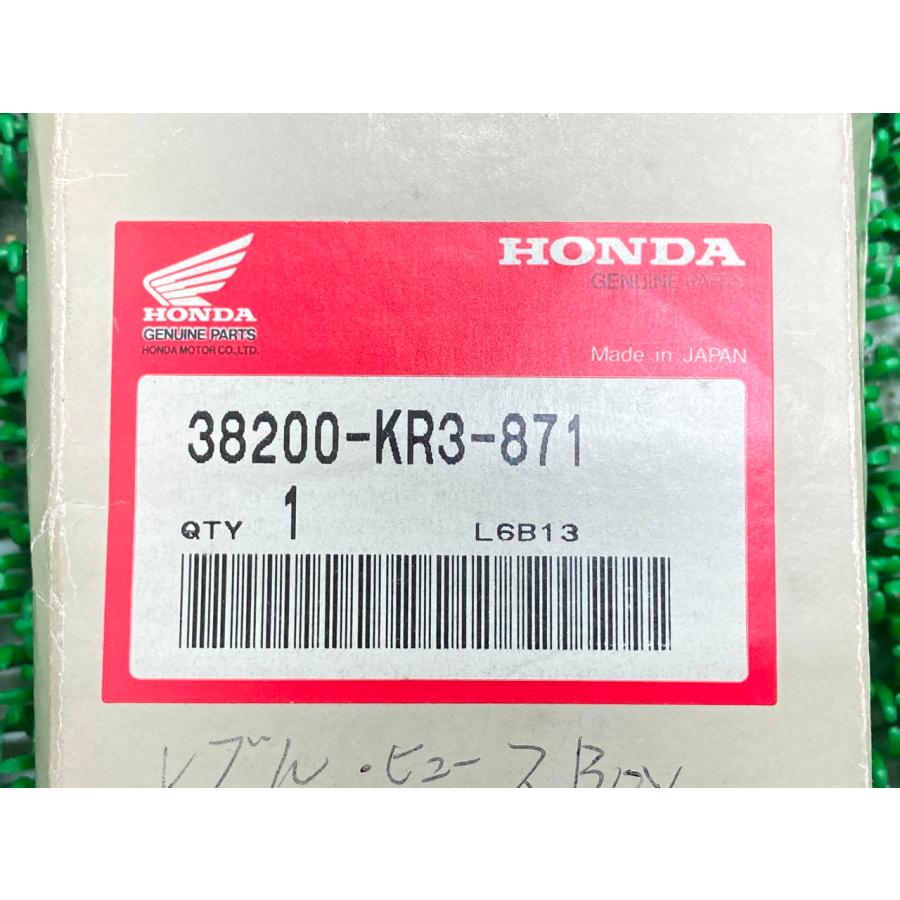 HONDA
GENUINE PARTS
HONDA MOTOR CO., LTD.
HONDA
GENUINE PARTS
Made in JAPAN
38200-KR3-871
QTY 1 L6B13
レブル・ヒューズBOX